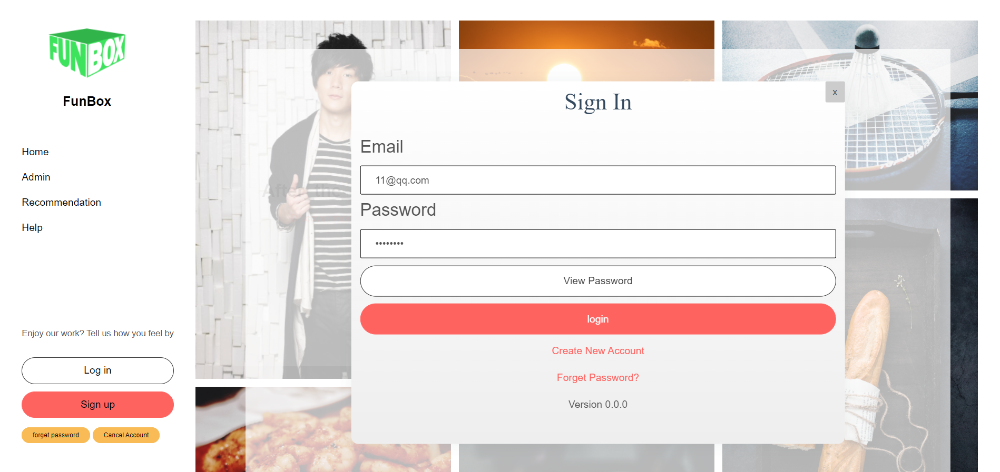 FUNBOX
FunBox
Home
Admin
Recommendation
Help
Enjoy our work? Tell us how you feel by
Log in
Sign up
forget password
Cancel Account
After the
Sign In
x
Email
11@qq.com
Password
••••••••
View Password
login
Create New Account
Forget Password?
Version 0.0.0